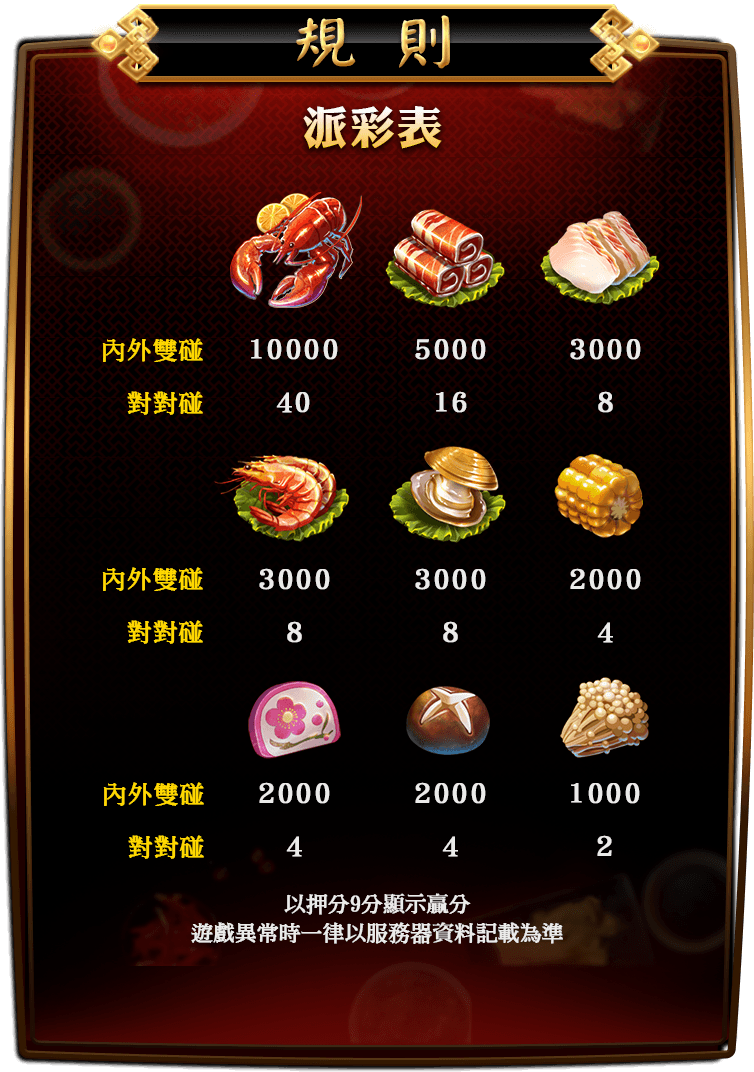 規則
派彩表
內外雙碰 10000 5000 3000
對對碰 40 16 8
內外雙碰 3000 3000 2000
對對碰 8 8 4
內外雙碰 2000 2000 1000
對對碰 4 4 2
以押分9分顯示贏分
遊戲異常時一律以服務器資料記載為準